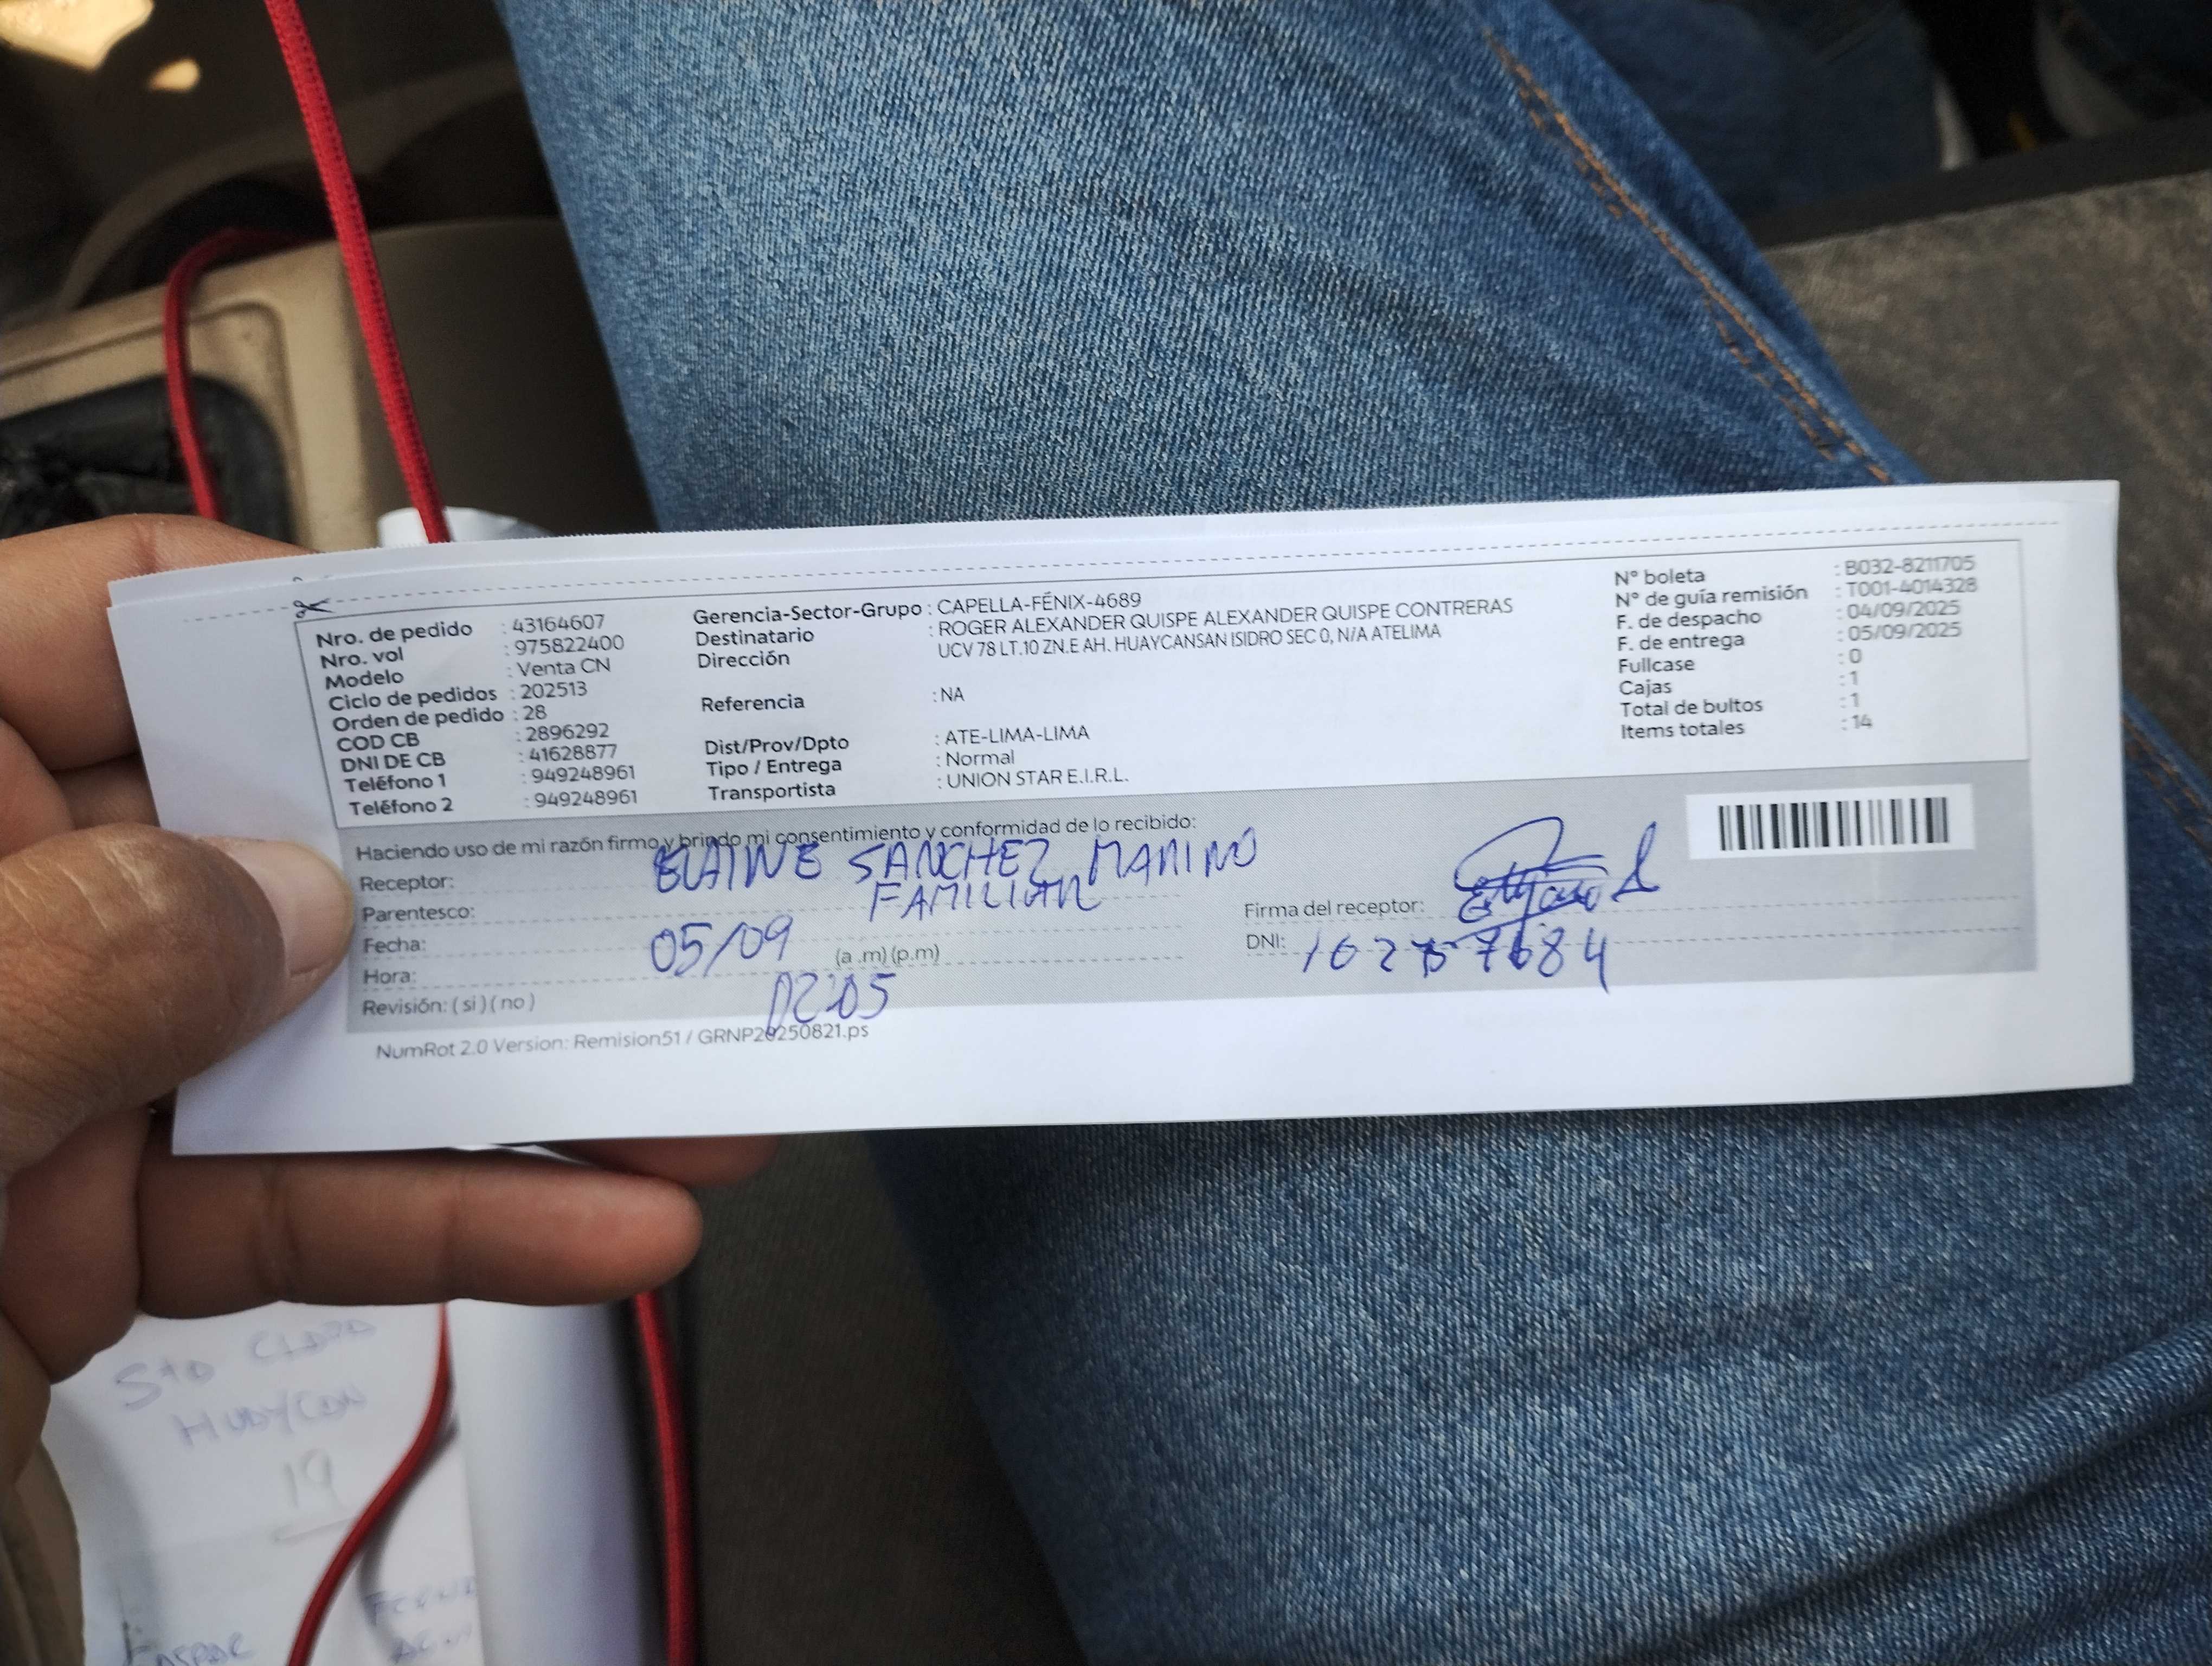 Nro. de pedido : 43164607
Nro. vol : 975822400
Modelo : Venta CN
Ciclo de pedidos : 202513
Orden de pedido : 28
COD CB : 2896292
DNI DE CB : 41628877
Teléfono 1 : 949248961
Teléfono 2 : 949248961
Gerencia-Sector-Grupo : CAPELLA-FÉNIX-4689
Destinatario : ROGER ALEXANDER QUISPE ALEXANDER QUISPE CONTRERAS
Dirección UCV 78 LT.10 ZN.E AH. HUAYCANSAN ISIDRO SEC 0, N/A ATELIMA
Referencia : NA
Dist/Prov/Dpto : ATE-LIMA-LIMA
Tipo / Entrega : Normal
Transportista : UNION STAR E.I.R.L.
N° boleta : B032-8211705
N° de guía remisión : T001-4014328
F. de despacho : 04/09/2025
F. de entrega : 05/09/2025
Fullcase : 0
Cajas : 1
Total de bultos : 1
Items totales : 14
Haciendo uso de mi razón firmo y brindo mi consentimiento y conformidad de lo recibido:
Receptor: ELAINE SANCHEZ MARINO
Parentesco: FAMILIAR
Fecha: 05/09
Hora: (a .m) (p.m)
02:05
Revisión: ( si ) ( no )
Firma del receptor:
DNI:
NumRot 2.0 Version: Remision51 / GRNP20250821.ps
Sta CLARA
HUAYCAN
19